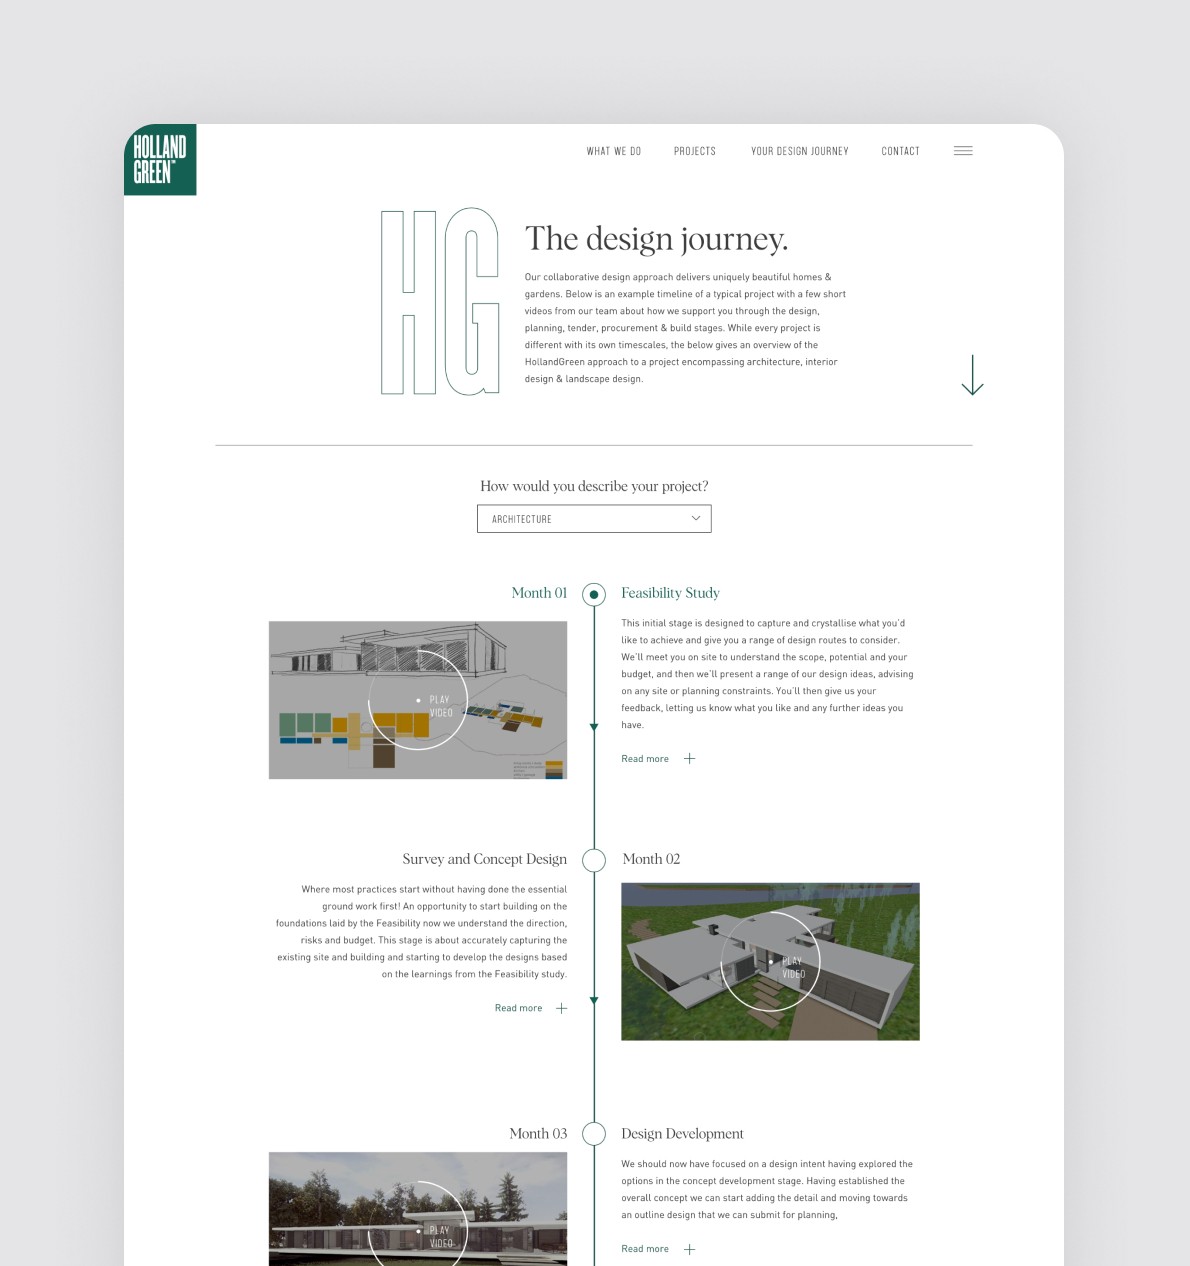 HOLLAND
GREEN™
WHAT WE DO
PROJECTS
YOUR DESIGN JOURNEY
CONTACT
HG
The design journey.
Our collaborative design approach delivers uniquely beautiful homes &
gardens. Below is an example timeline of a typical project with a few short
videos from our team about how we support you through the design,
planning, tender, procurement & build stages. While every project is
different with its own timescales, the below gives an overview of the
HollandGreen approach to a project encompassing architecture, interior
design & landscape design.
How would you describe your project?
ARCHITECTURE
Month 01
PLAY
VIDEO
Feasibility Study
This initial stage is designed to capture and crystallise what you'd
like to achieve and give you a range of design routes to consider.
We'll meet you on site to understand the scope, potential and your
budget, and then we'll present a range of our design ideas, advising
on any site or planning constraints. You'll then give us your
feedback, letting us know what you like and any further ideas you
have.
Read more
Survey and Concept Design
Where most practices start without having done the essential
ground work first! An opportunity to start building on the
foundations laid by the Feasibility now we understand the direction,
risks and budget. This stage is about accurately capturing the
existing site and building and starting to develop the designs based
on the learnings from the Feasibility study.
Read more
Month 02
PLAY
VIDEO
Month 03
PLAY
VIDEO
Design Development
We should now have focused on a design intent having explored the
options in the concept development stage. Having established the
overall concept we can start adding the detail and moving towards
an outline design that we can submit for planning,
Read more